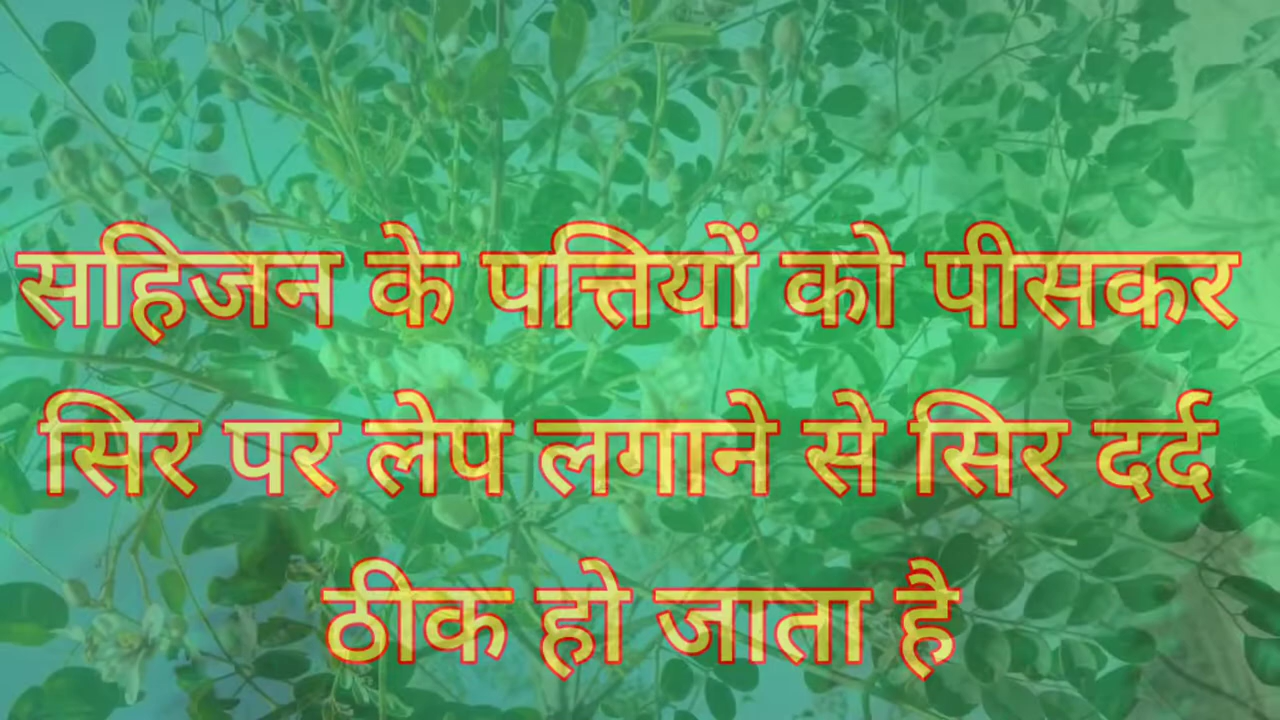 सहिजन के पत्तियों को पीसकर
सिर पर लेप लगाने से सिर दर्द
ठीक हो जाता है